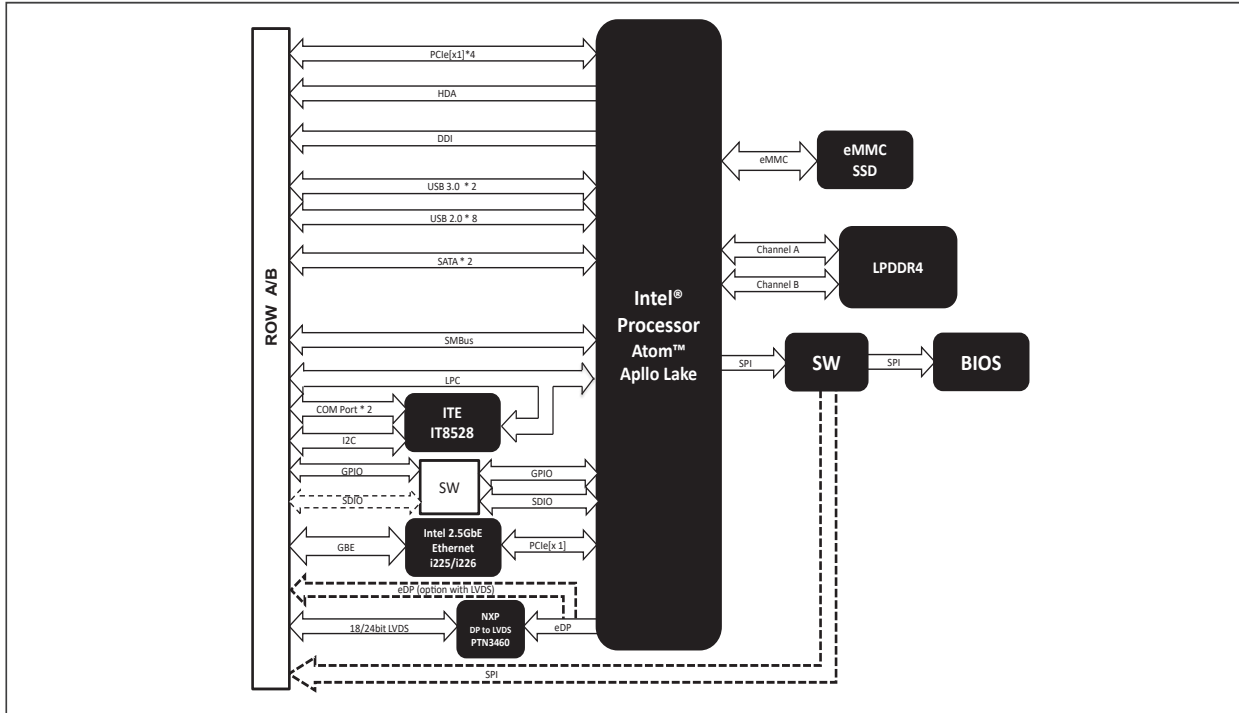 ROW A/B
PCIe[x1]*4
HDA
DDI
USB 3.0 * 2
USB 2.0 * 8
SATA * 2
SMBus
LPC
COM Port * 2
I2C
ITE
IT8528
GPIO
SDIO
SW
GPIO
SDIO
GBE
Intel 2.5GbE
Ethernet
i225/i226
PCIe[x 1]
eDP (option with LVDS)
18/24bit LVDS
NXP
DP to LVDS
PTN3460
eDP
SPI
Intel®
Processor
Atom™
Apllo Lake
eMMC
eMMC
SSD
Channel A
Channel B
LPDDR4
SPI
SW
SPI
BIOS